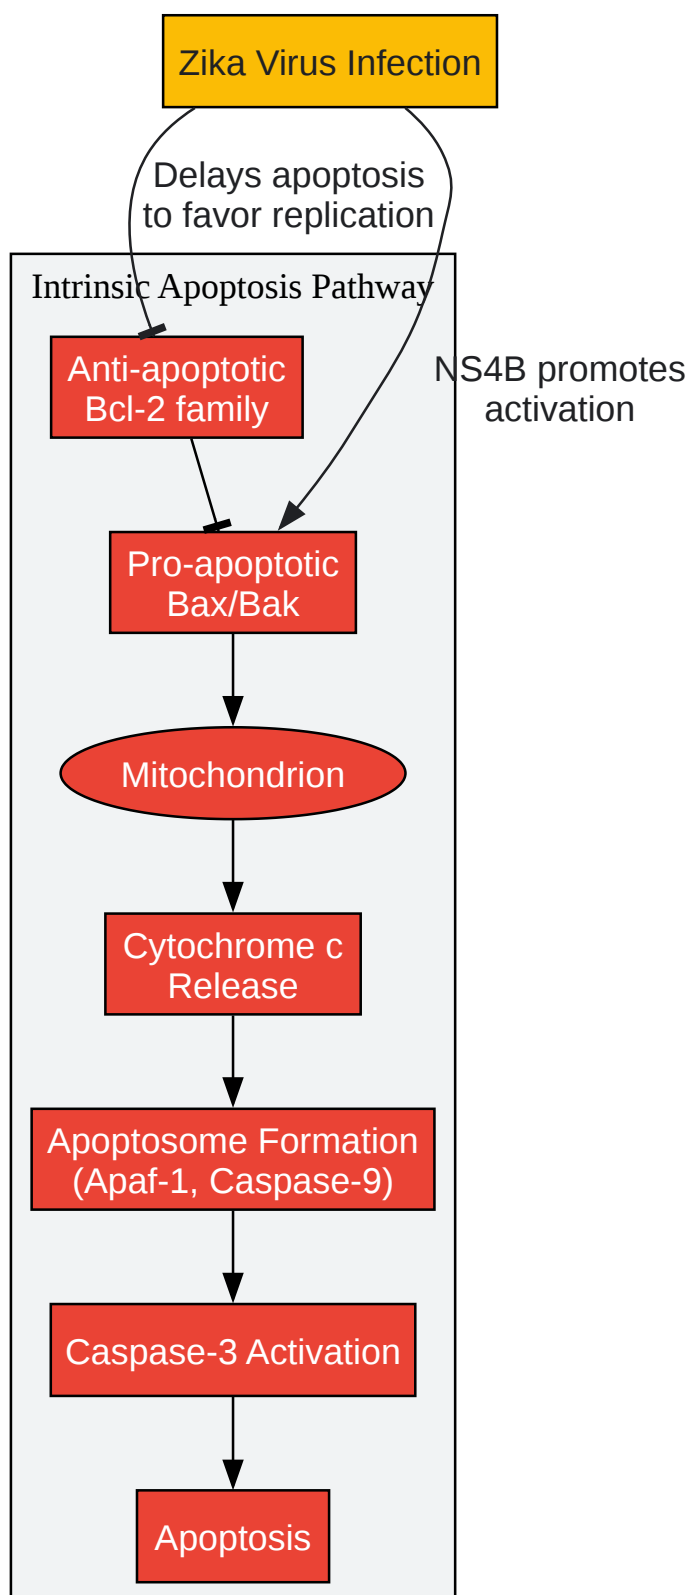 Zika Virus Infection
Delays apoptosis
to favor replication
Intrinsic Apoptosis Pathway
Anti-apoptotic
Bcl-2 family
NS4B promotes
activation
Pro-apoptotic
Bax/Bak
Mitochondrion
Cytochrome c
Release
Apoptosome Formation
(Apaf-1, Caspase-9)
Caspase-3 Activation
Apoptosis